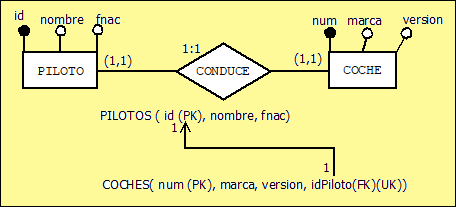 id nombre fnac num marca version
1:1
PILOTO (1,1) CONDUCE (1,1) COCHE
PILOTOS ( id (PK), nombre, fnac)
1
1
COCHES( num (PK), marca, version, idPiloto(FK)(UK))